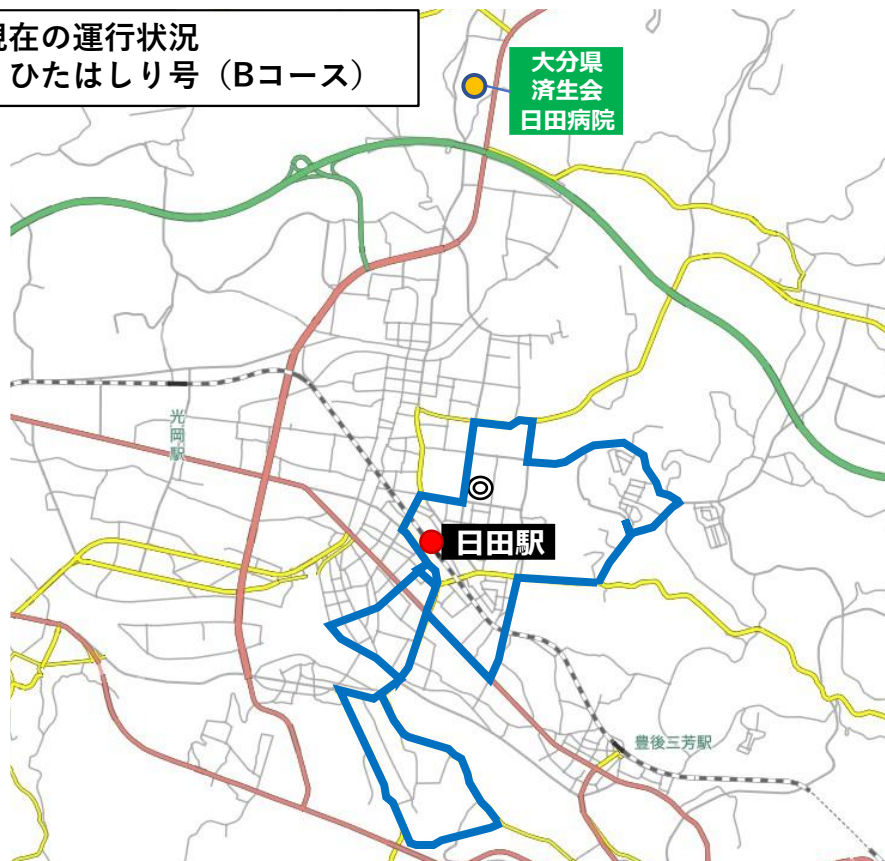 現在の運行状況
ひたはしり号（Bコース）
大分県
済生会
日田病院
光岡駅
日田駅
豊後三芳駅